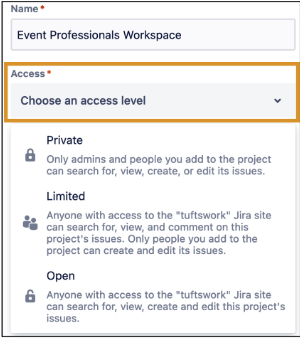 Name *
Event Professionals Workspace
Access *
Choose an access level
Private
Only admins and people you add to the project
can search for, view, create, or edit its issues.
Limited
Anyone with access to the "tuftswork" Jira site
can search for, view, and comment on this
project's issues. Only people you add to the
project can create and edit its issues.
Open
Anyone with access to the "tuftswork" Jira site
can search for, view, create and edit this project's
issues.